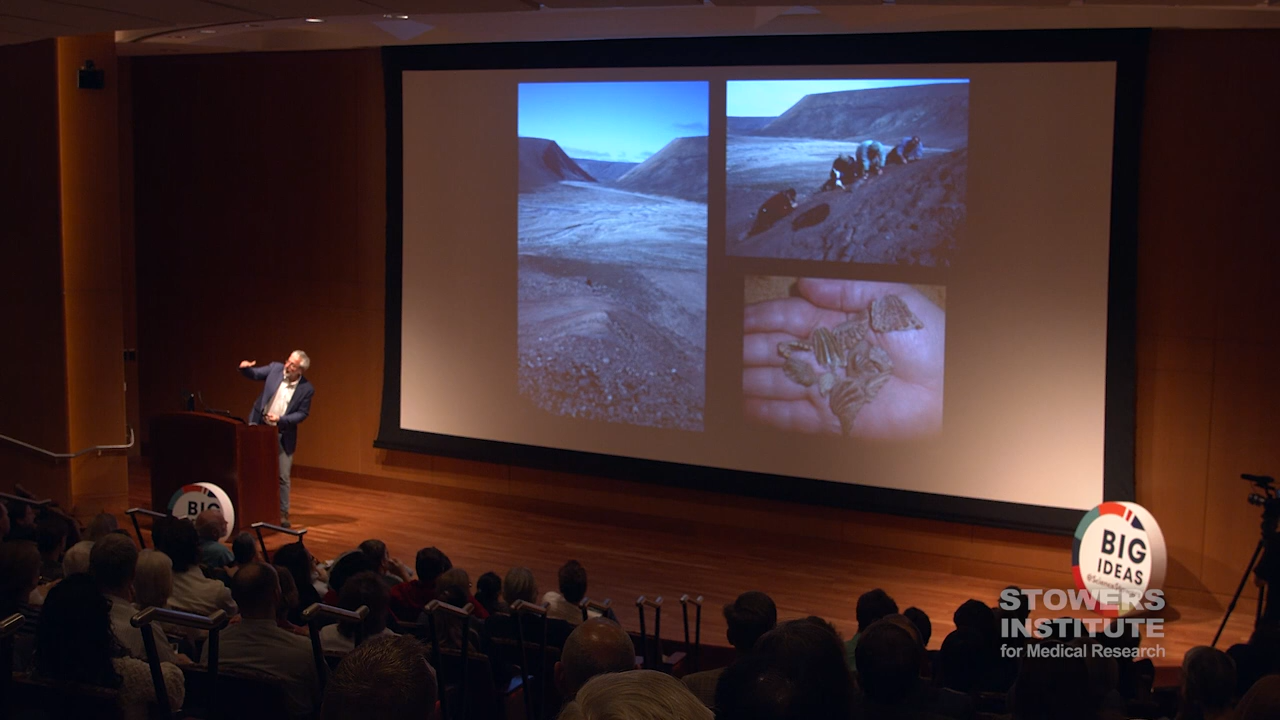 BIG
BIG
IDEAS
STOWERS
INSTITUTE
for Medical Research